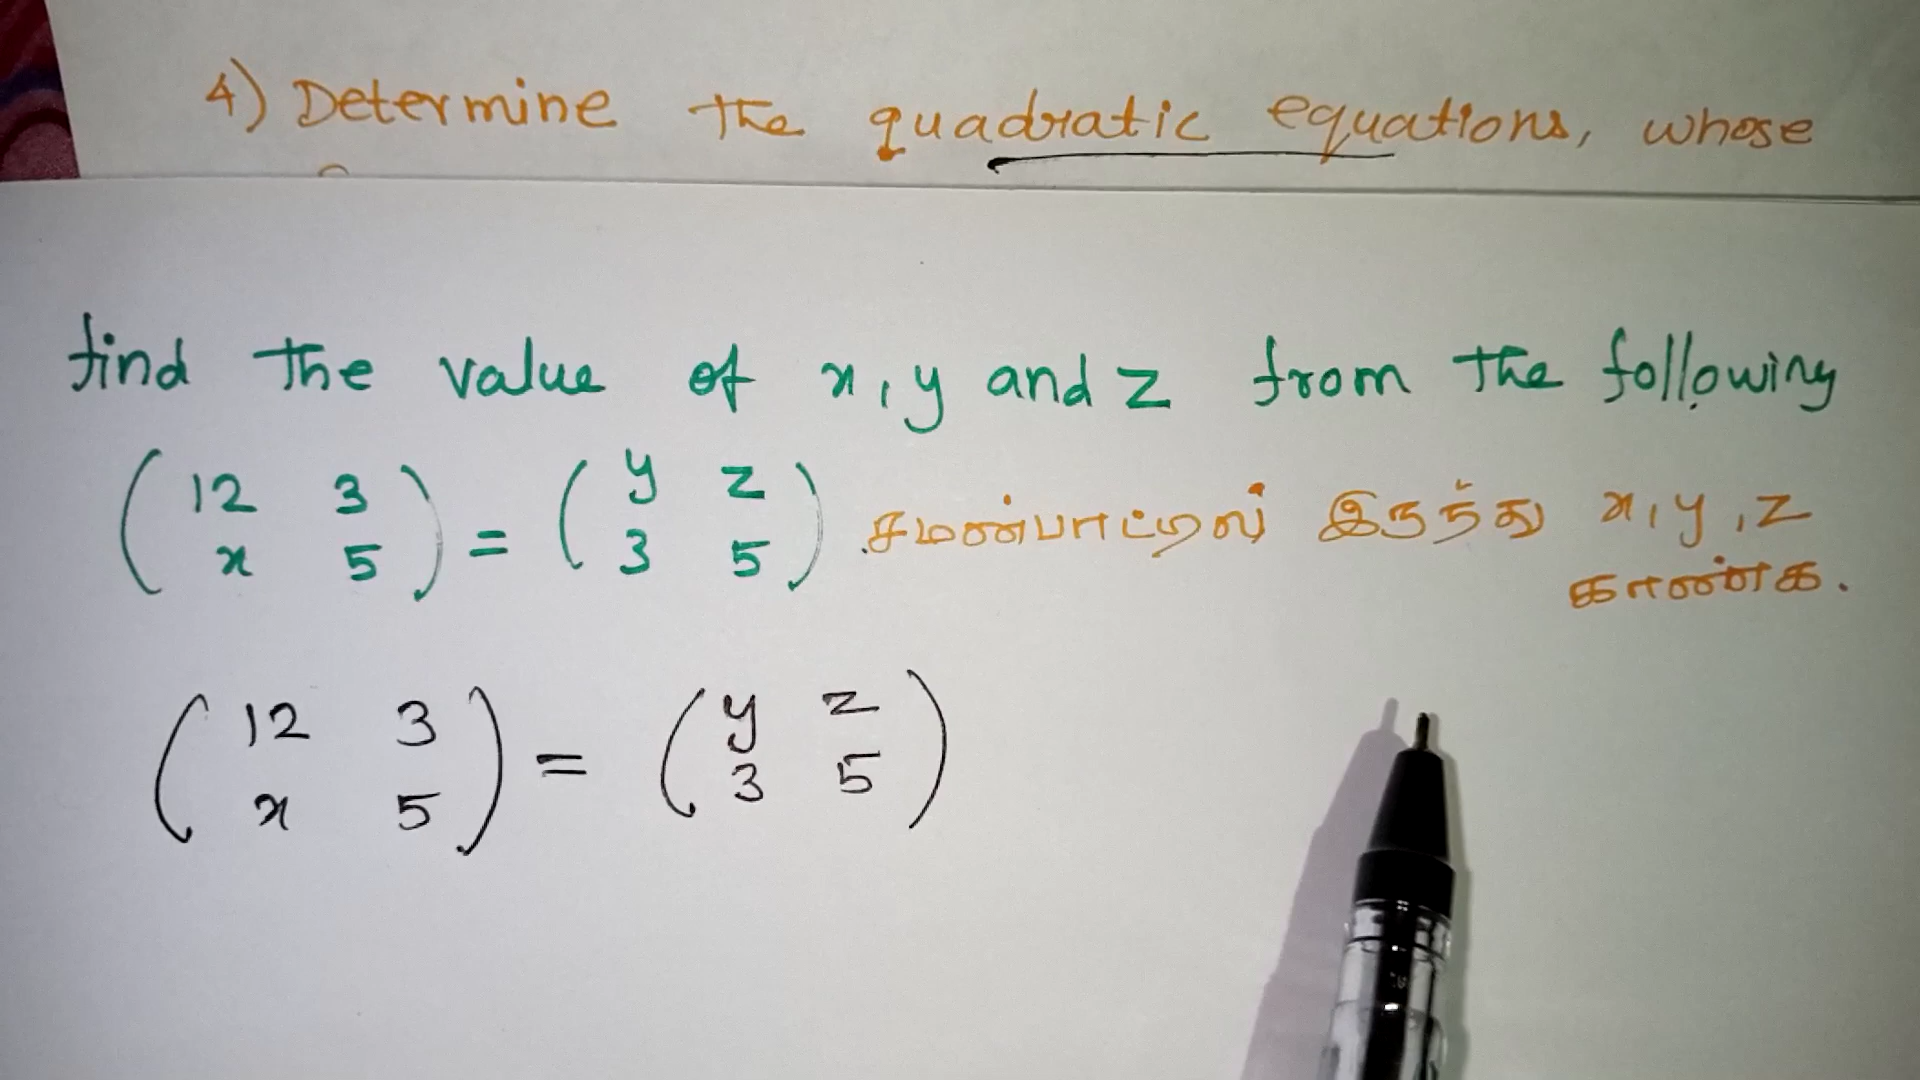 4) Determine the quadratic equations, whose
find the value of x, y and z from the following
( 12 3 ) = ( y z ) சமன்பாட்டில் இருந்து x, y, z
( x 5 ) ( 3 5 ) காண்க.
( 12 3 ) = ( y z )
( x 5 ) ( 3 5 )